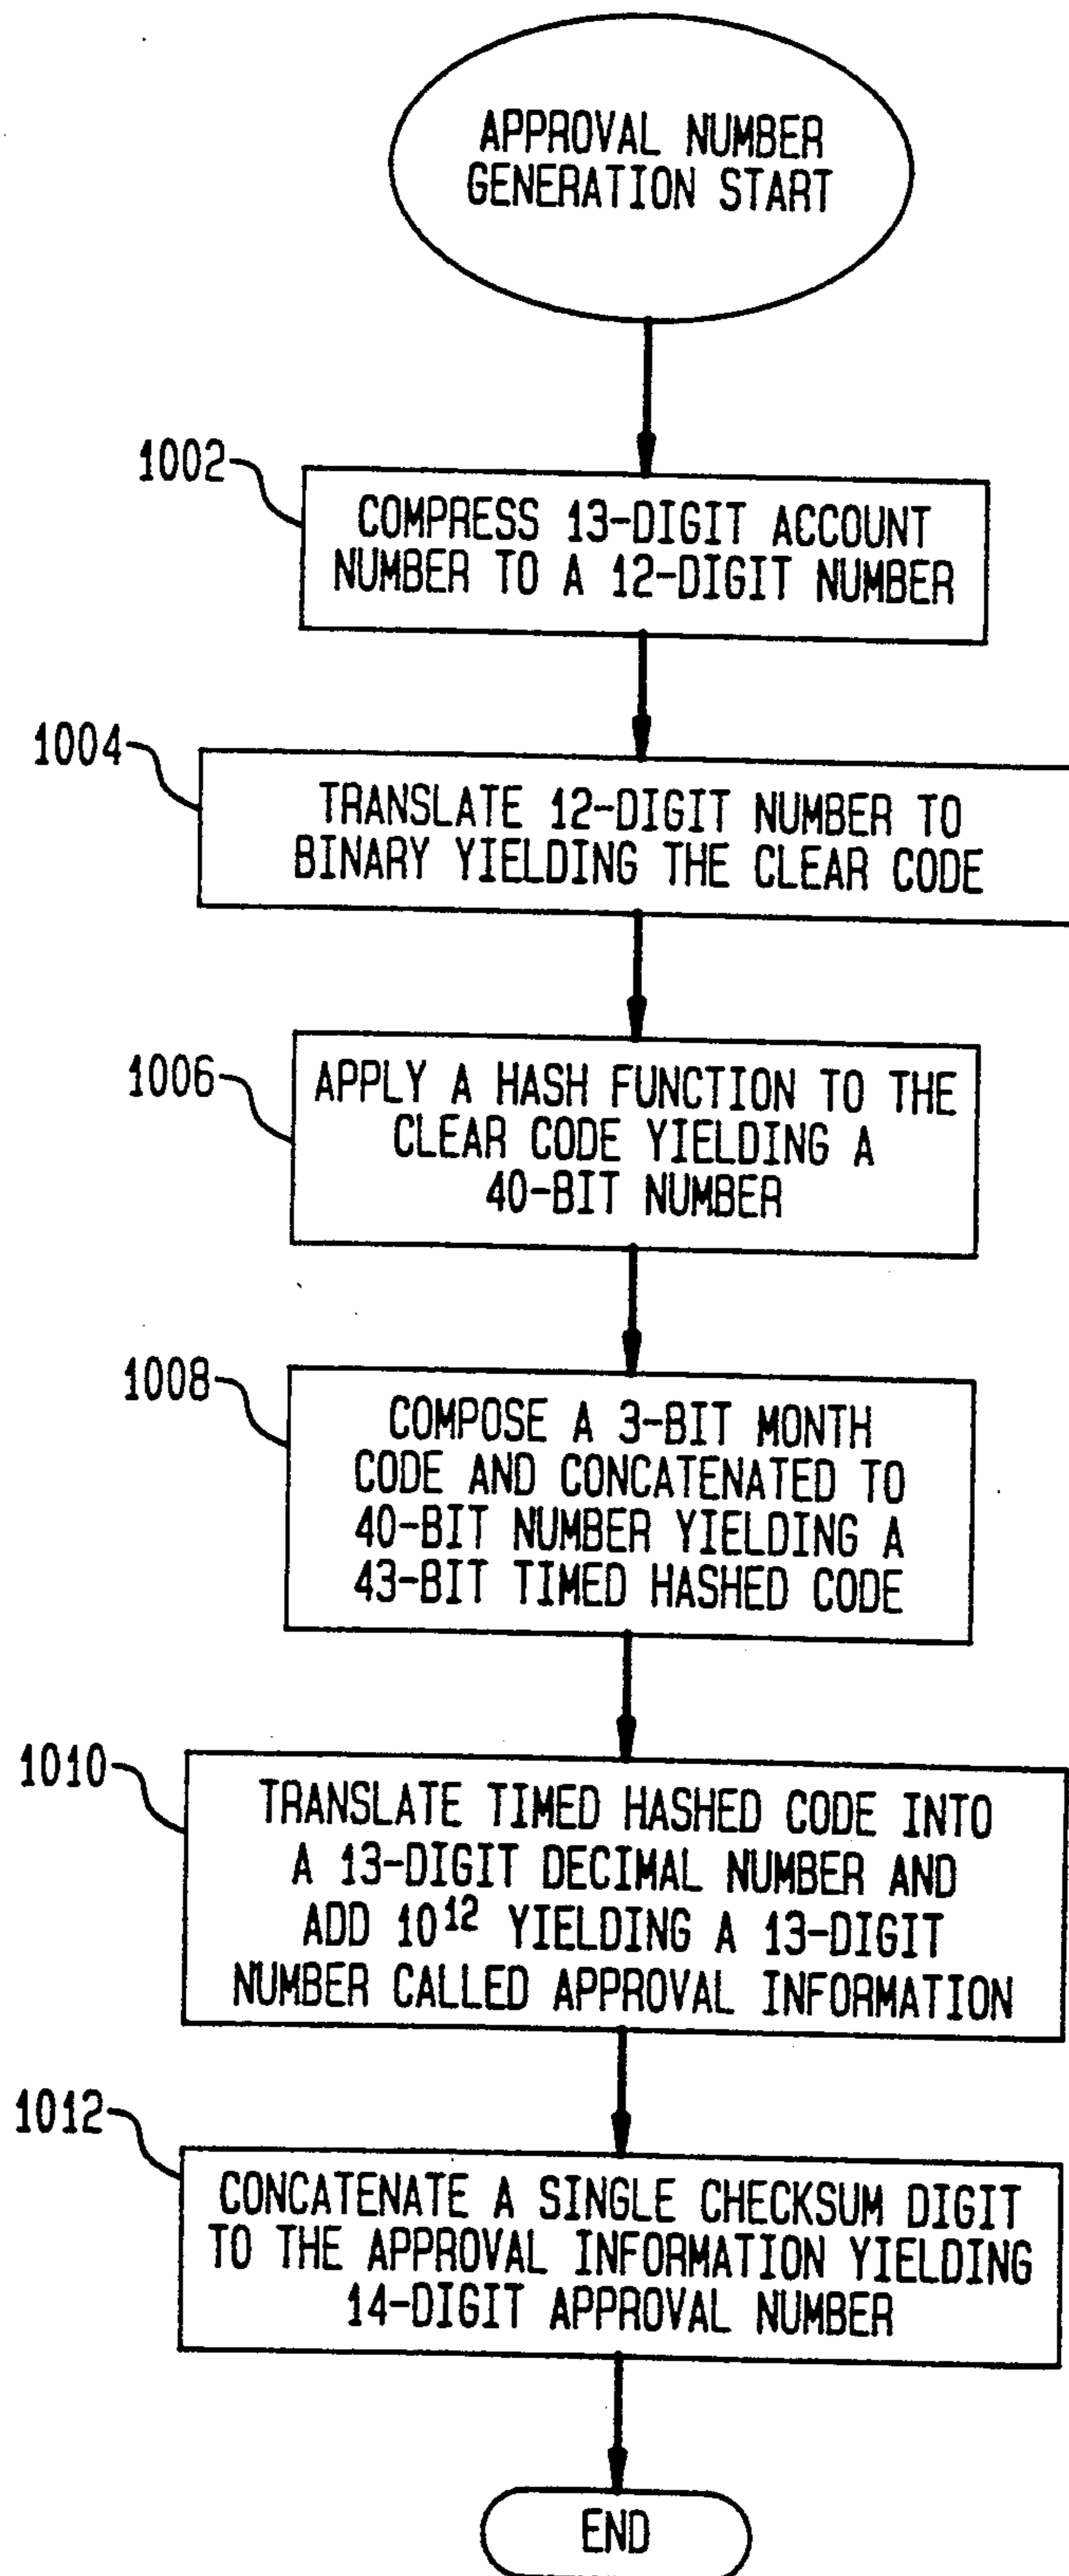 APPROVAL NUMBER
GENERATION START
1002
COMPRESS 13-DIGIT ACCOUNT
NUMBER TO A 12-DIGIT NUMBER
1004
TRANSLATE 12-DIGIT NUMBER TO
BINARY YIELDING THE CLEAR CODE
1006
APPLY A HASH FUNCTION TO THE
CLEAR CODE YIELDING A
40-BIT NUMBER
1008
COMPOSE A 3-BIT MONTH
CODE AND CONCATENATED TO
40-BIT NUMBER YIELDING A
43-BIT TIMED HASHED CODE
1010
TRANSLATE TIMED HASHED CODE INTO
A 13-DIGIT DECIMAL NUMBER AND
ADD 10¹² YIELDING A 13-DIGIT
NUMBER CALLED APPROVAL INFORMATION
1012
CONCATENATE A SINGLE CHECKSUM DIGIT
TO THE APPROVAL INFORMATION YIELDING
14-DIGIT APPROVAL NUMBER
END